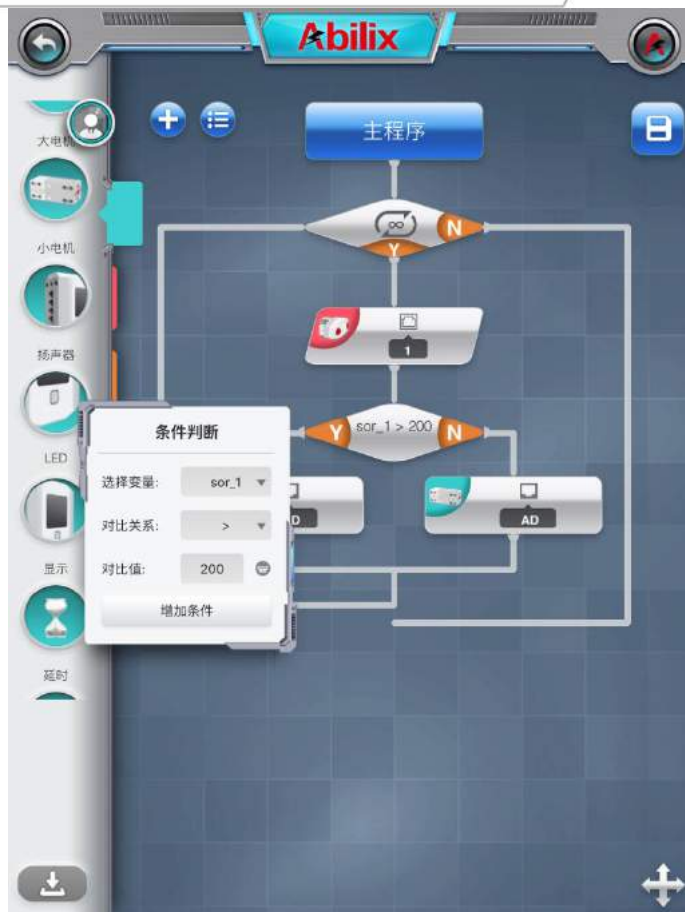 Abilix
主程序
大电机
小电机
扬声器
LED
显示
延时
N
Y
1
Y
sor_1 > 200
N
D
AD
条件判断
选择变量:
sor_1
对比关系:
>
对比值:
200
增加条件